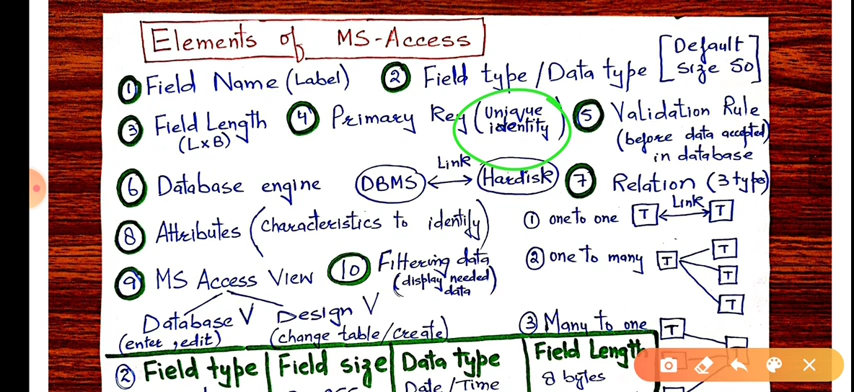 Elements of MS-Access
① Field Name (Label) ② Field type / Data type [Default size 50]
③ Field Length (LxB) ④ Primary Key (Unique identity) ⑤ Validation Rule (before data accepted) in database
⑥ Database engine DBMS Link Hardisk ⑦ Relation (3 type)
⑧ Attributes (characteristics to identify) ① one to one T Link T
⑨ MS Access View ⑩ Filtering data (display needed data) ② one to many T T T T
Database V (enter, edit) Design V (change table/create) ③ Many to one T
② Field type Field size Data type Field Length
Date/Time 8 bytes